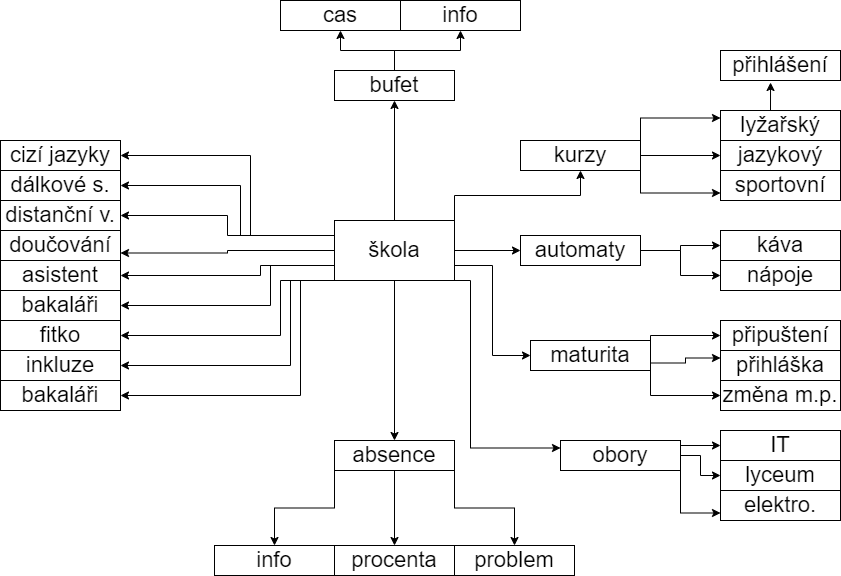 cas
info
bufet
přihlášení
lyžařský
jazykový
sportovní
kurzy
cizí jazyky
dálkové s.
distanční v.
doučování
asistent
bakaláři
fitko
inkluze
bakaláři
škola
automaty
káva
nápoje
maturita
připuštení
přihláška
změna m.p.
obory
IT
lyceum
elektro.
absence
info
procenta
problem